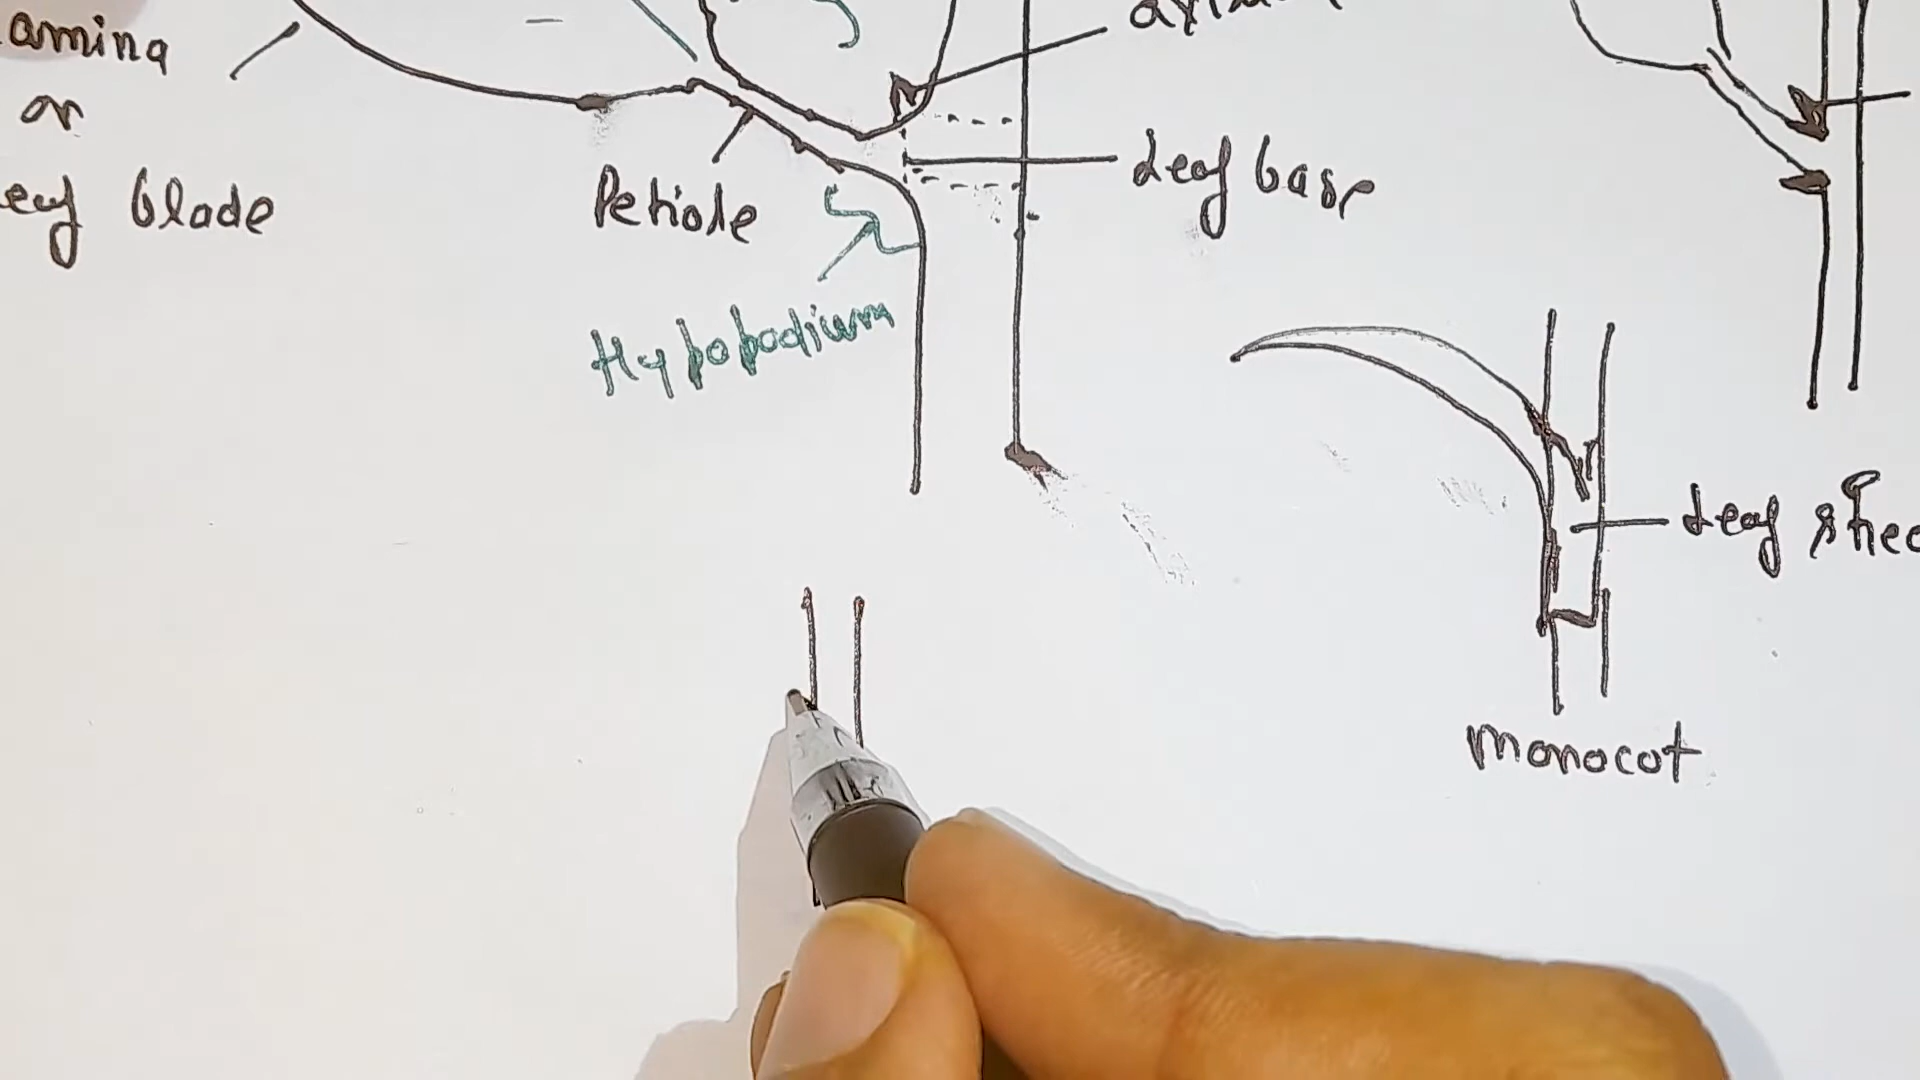 amina
or
eaf blade
Petiole
Hypopodium
Leaf base
Leaf shea
monocot